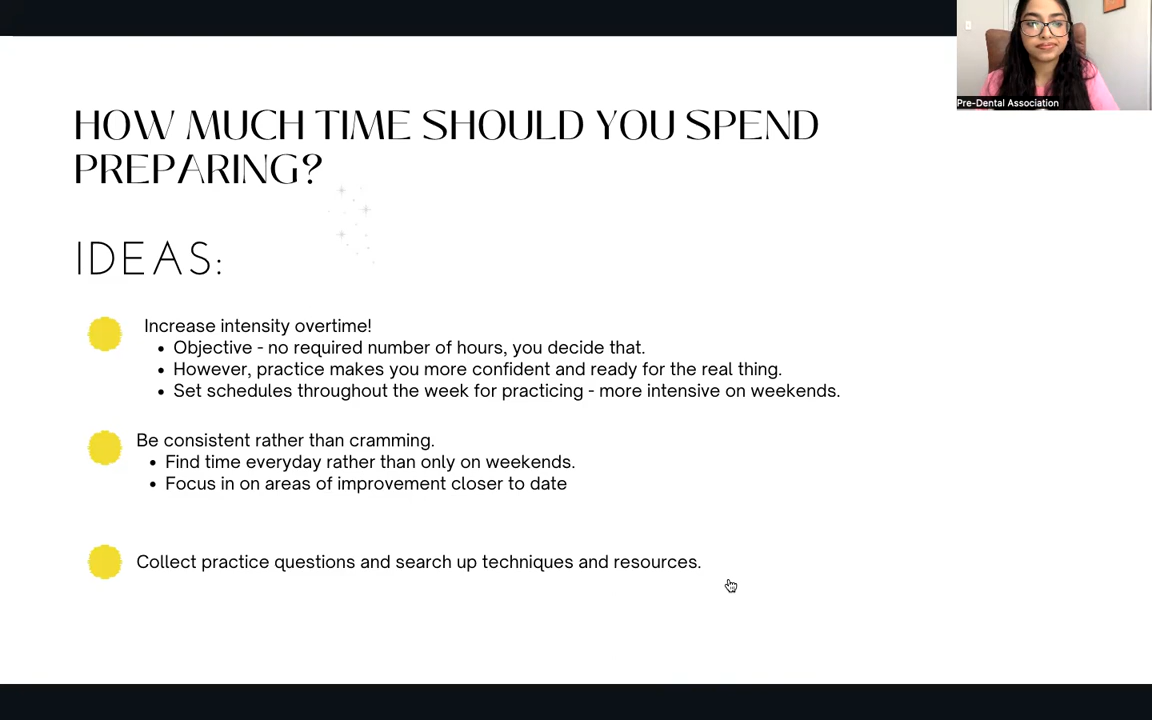 Pre-Dental Association
HOW MUCH TIME SHOULD YOU SPEND
PREPARING?
IDEAS:
Increase intensity overtime!
• Objective - no required number of hours, you decide that.
• However, practice makes you more confident and ready for the real thing.
• Set schedules throughout the week for practicing - more intensive on weekends.
Be consistent rather than cramming.
• Find time everyday rather than only on weekends.
• Focus in on areas of improvement closer to date
Collect practice questions and search up techniques and resources.